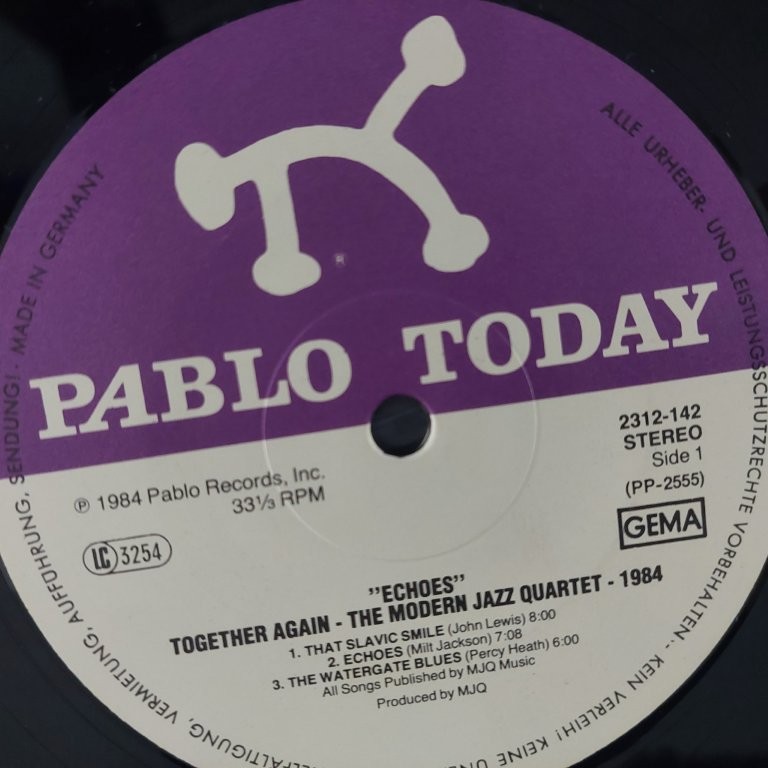 PABLO TODAY
®
℗ 1984 Pablo Records, Inc.
33⅓ RPM
LC 3254
2312-142
STEREO
Side 1
(PP-2555)
GEMA
"ECHOES"
TOGETHER AGAIN - THE MODERN JAZZ QUARTET - 1984
1. THAT SLAVIC SMILE (John Lewis) 8:00
2. ECHOES (Milt Jackson) 7:08
3. THE WATERGATE BLUES (Percy Heath) 6:00
All Songs Published by MJQ Music
Produced by MJQ
ALLE URHEBER- UND LEISTUNGSSCHUTZRECHTE VORBEHALTEN - KEIN VERLEIH! KEINE VERMIETUNG, AUFFÜHRUNG, SENDUNG! - MADE IN GERMANY